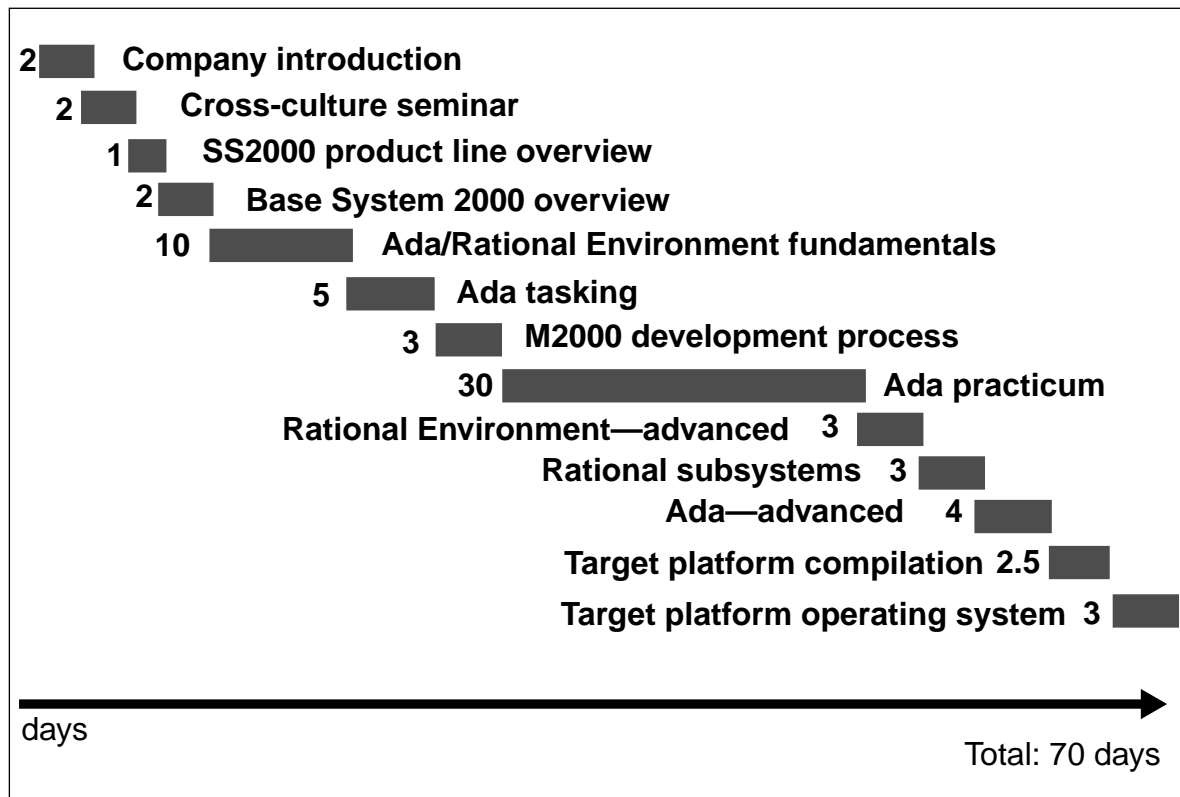 2 Company introduction
2 Cross-culture seminar
1 SS2000 product line overview
2 Base System 2000 overview
10 Ada/Rational Environment fundamentals
5 Ada tasking
3 M2000 development process
30 Ada practicum
Rational Environment—advanced 3
Rational subsystems 3
Ada—advanced 4
Target platform compilation 2.5
Target platform operating system 3
days
Total: 70 days